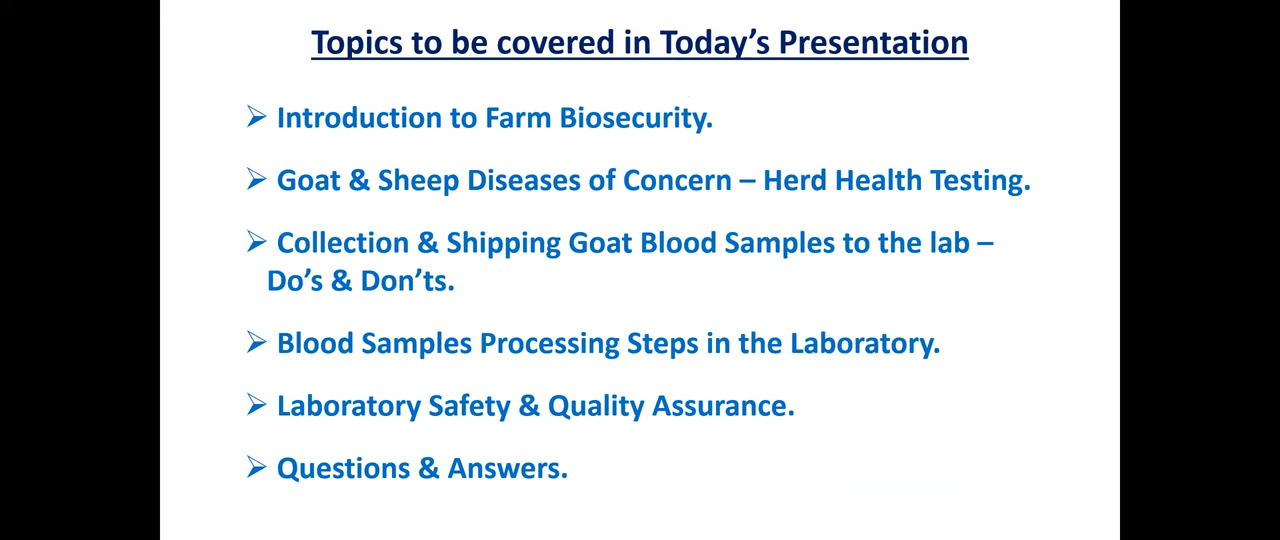 Topics to be covered in Today's Presentation
➢ Introduction to Farm Biosecurity.
➢ Goat & Sheep Diseases of Concern – Herd Health Testing.
➢ Collection & Shipping Goat Blood Samples to the lab –
Do's & Don'ts.
➢ Blood Samples Processing Steps in the Laboratory.
➢ Laboratory Safety & Quality Assurance.
➢ Questions & Answers.